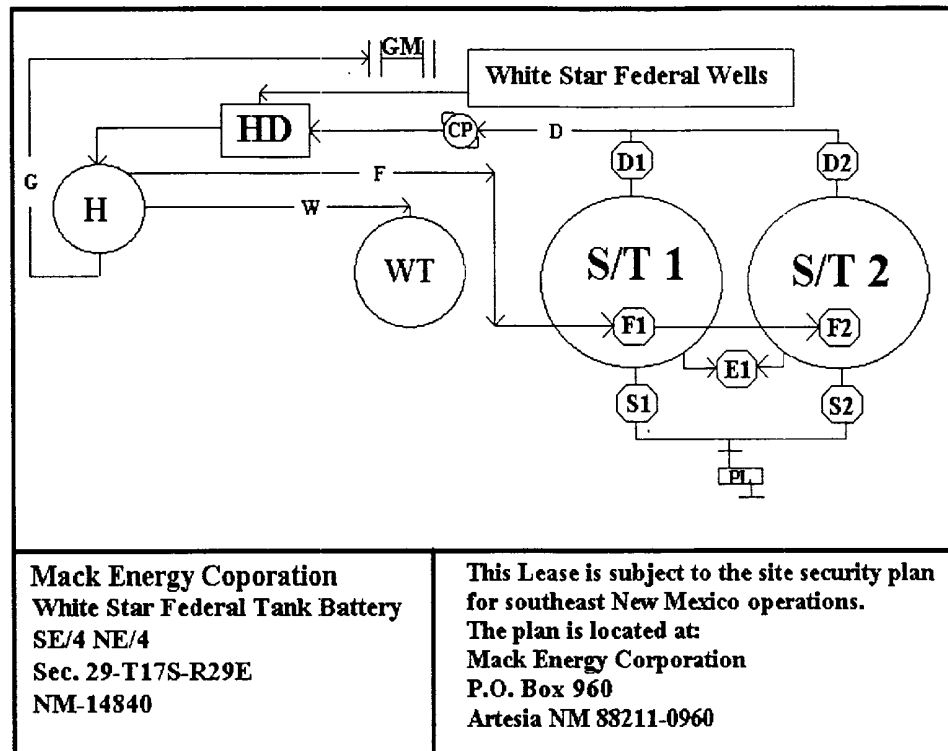 GM
White Star Federal Wells
HD
CP
D
D1
D2
G
F
H
W
WT
S/T 1
S/T 2
F1
F2
E1
S1
S2
PL
Mack Energy Coporation
White Star Federal Tank Battery
SE/4 NE/4
Sec. 29-T17S-R29E
NM-14840
This Lease is subject to the site security plan
for southeast New Mexico operations.
The plan is located at:
Mack Energy Corporation
P.O. Box 960
Artesia NM 88211-0960